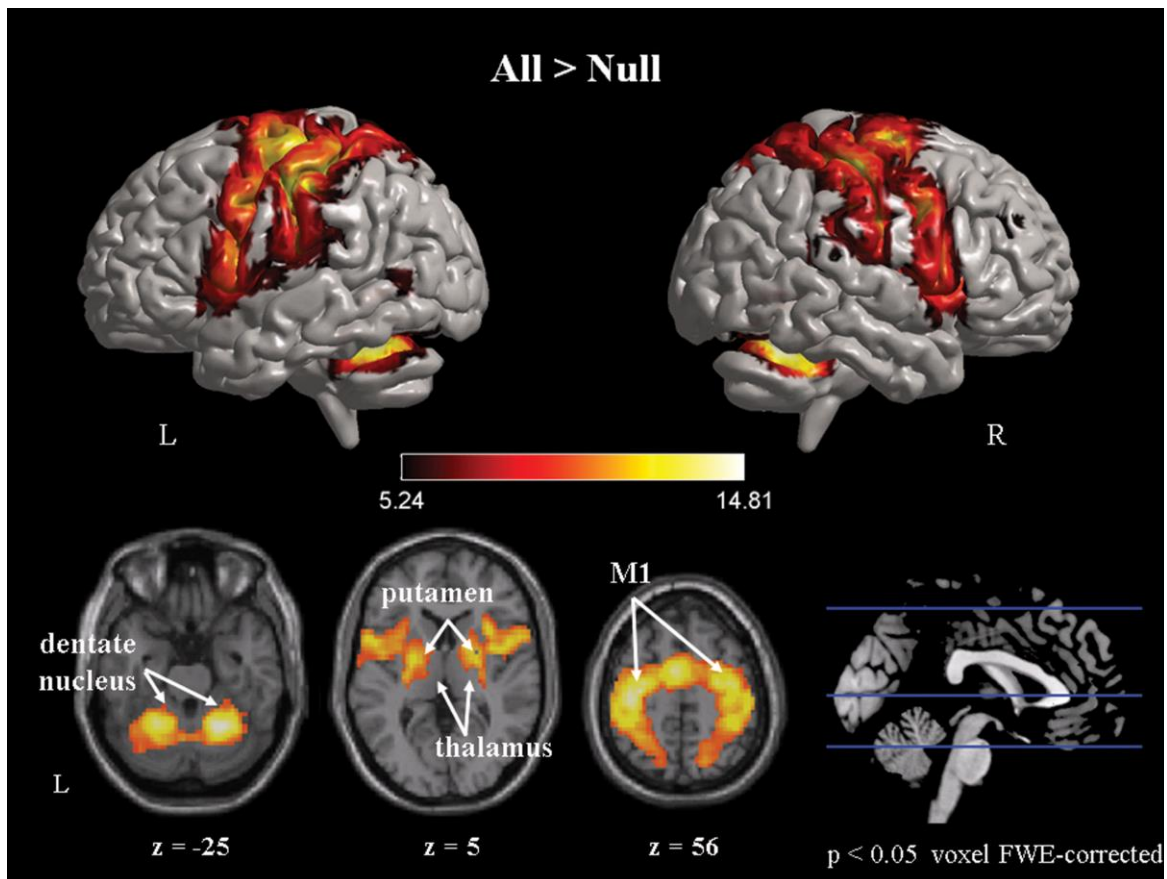 All > Null
L
R
5.24
14.81
M1
putamen
dentate
nucleus
thalamus
L
z = -25
z = 5
z = 56
p < 0.05 voxel FWE-corrected